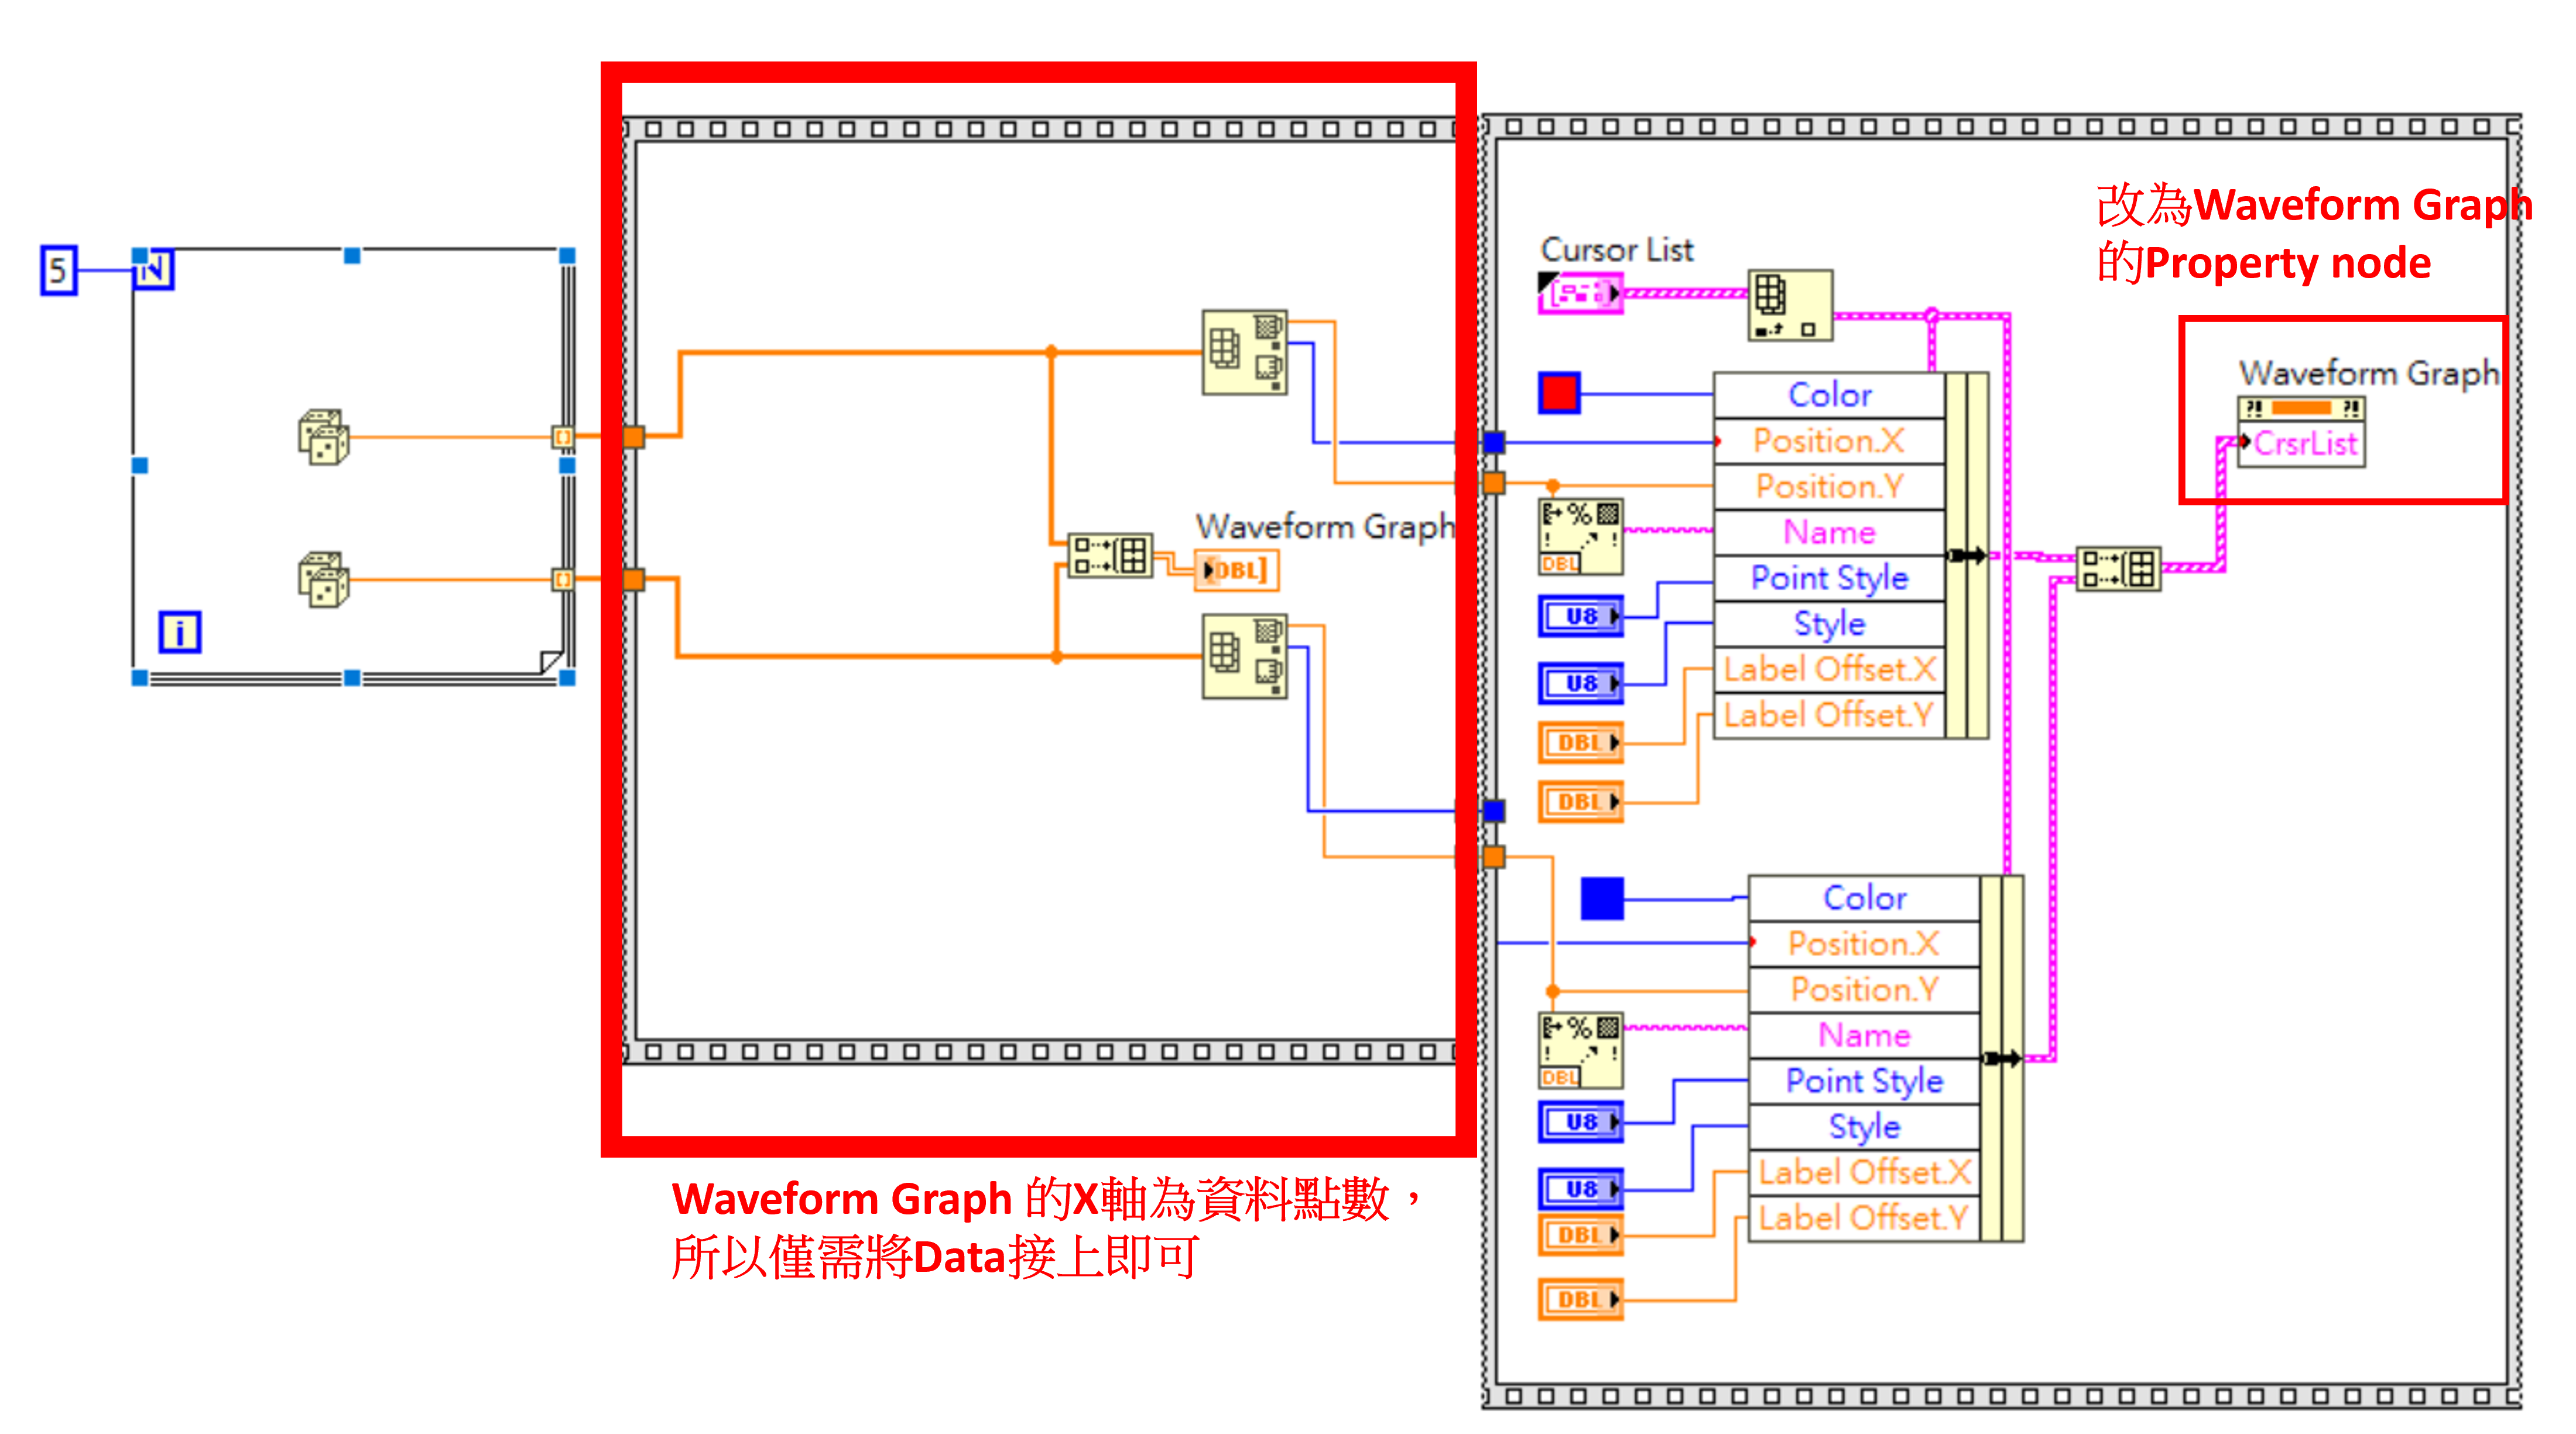 改為Waveform Graph
的Property node
5
N
i
Waveform Graph
[DBL]
Cursor List
Color
Position.X
Position.Y
Name
Point Style
Style
Label Offset.X
Label Offset.Y
%
DBL
U8
U8
DBL
DBL
Waveform Graph
?! ?!
CrsrList
Color
Position.X
Position.Y
Name
Point Style
Style
Label Offset.X
Label Offset.Y
%
DBL
U8
U8
DBL
DBL
Waveform Graph 的X軸為資料點數，
所以僅需將Data接上即可